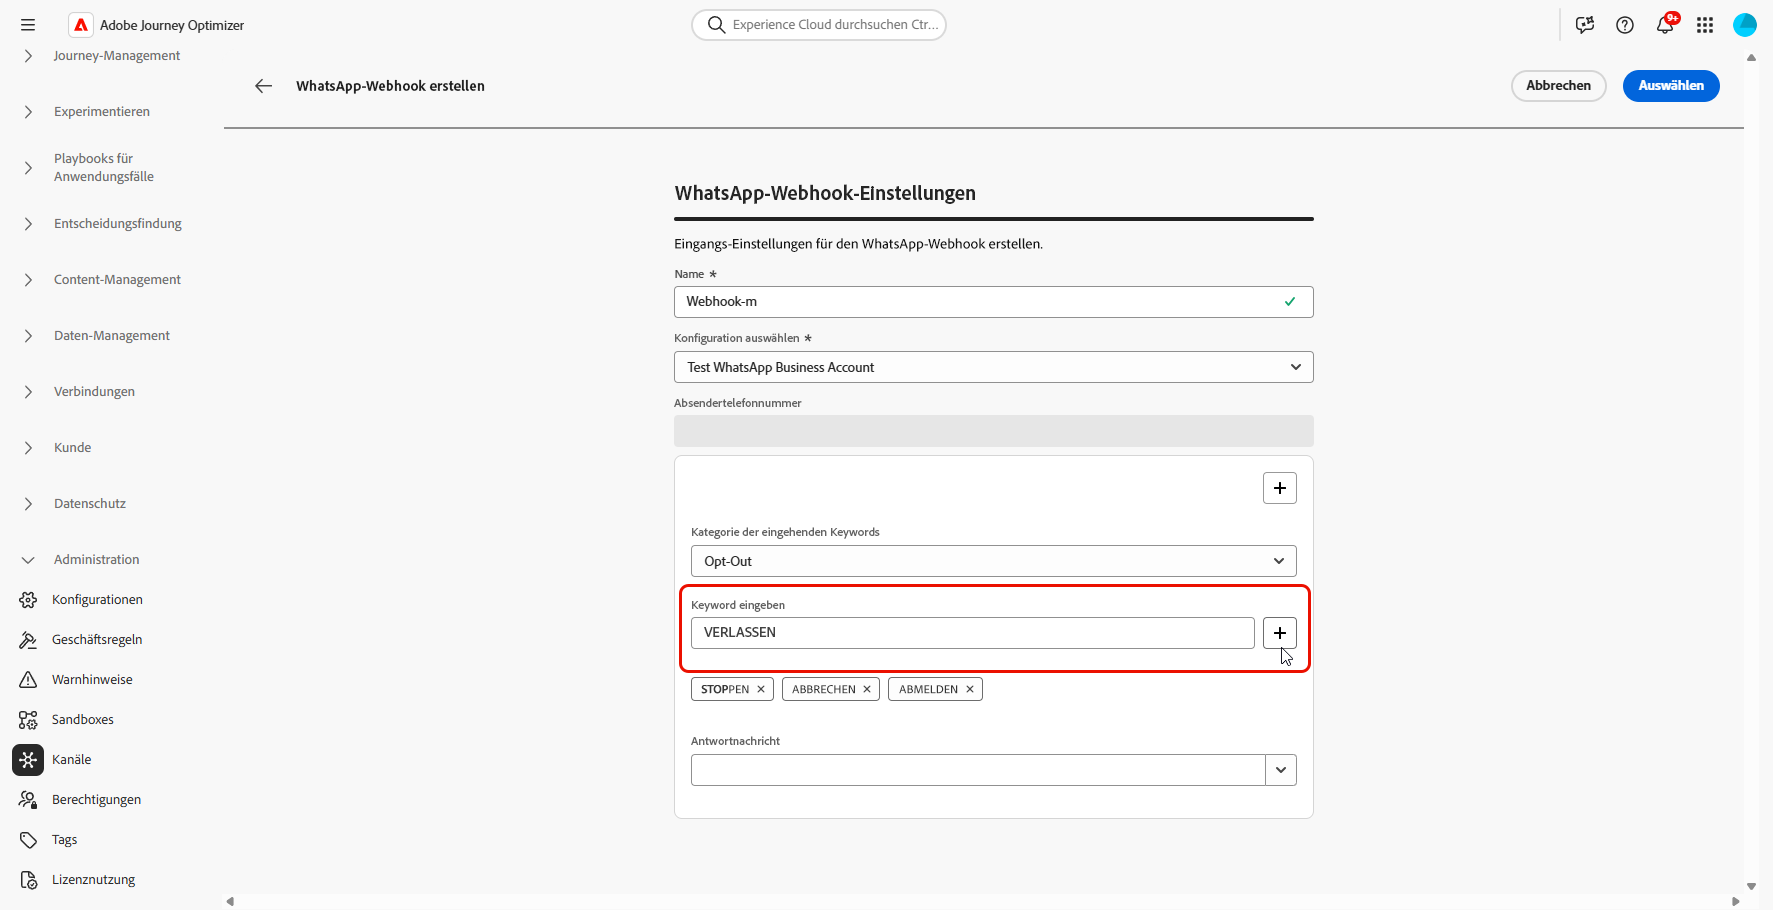 Adobe Journey Optimizer
Experience Cloud durchsuchen Ctr...
9+
Journey-Management
Experimentieren
Playbooks für
Anwendungsfälle
Entscheidungsfindung
Content-Management
Daten-Management
Verbindungen
Kunde
Datenschutz
Administration
Konfigurationen
Geschäftsregeln
Warnhinweise
Sandboxes
Kanäle
Berechtigungen
Tags
Lizenznutzung
WhatsApp-Webhook erstellen
Abbrechen
Auswählen
WhatsApp-Webhook-Einstellungen
Eingangs-Einstellungen für den WhatsApp-Webhook erstellen.
Name *
Webhook-m
Konfiguration auswählen *
Test WhatsApp Business Account
Absendertelefonnummer
Kategorie der eingehenden Keywords
Opt-Out
Keyword eingeben
VERLASSEN
STOPPEN
ABBRECHEN
ABMELDEN
Antwortnachricht